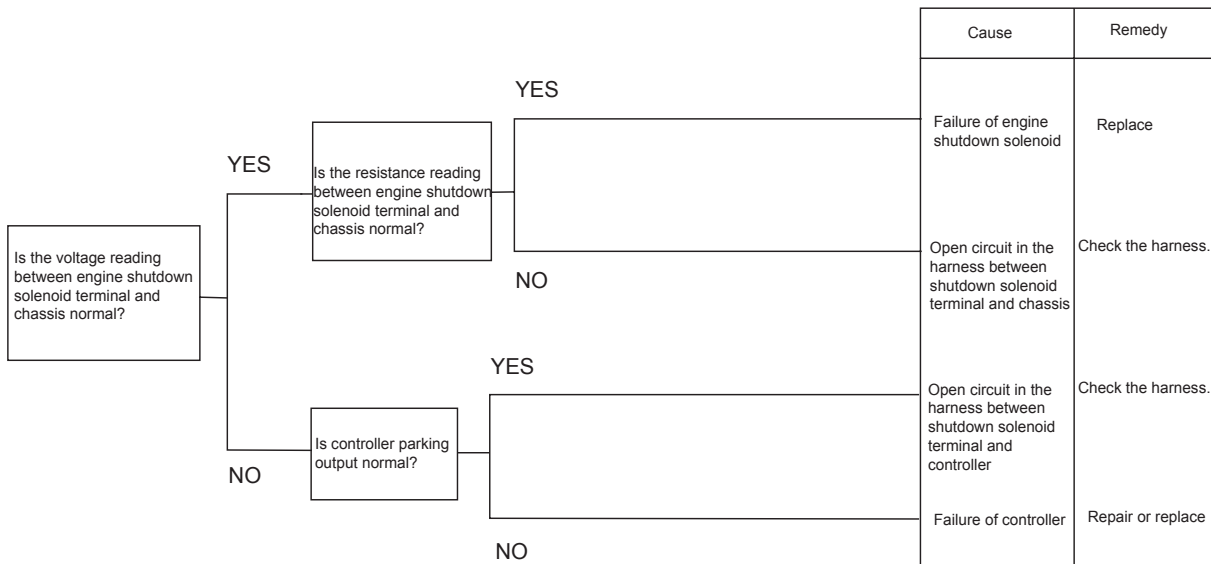 Cause
Remedy
YES
Failure of engine
shutdown solenoid
Replace
YES
Is the resistance reading
between engine shutdown
solenoid terminal and
chassis normal?
Is the voltage reading
between engine shutdown
solenoid terminal and
chassis normal?
NO
Open circuit in the
harness between
shutdown solenoid
terminal and chassis
Check the harness.
YES
Open circuit in the
harness between
shutdown solenoid
terminal and
controller
Check the harness.
Is controller parking
output normal?
NO
Failure of controller
Repair or replace
NO